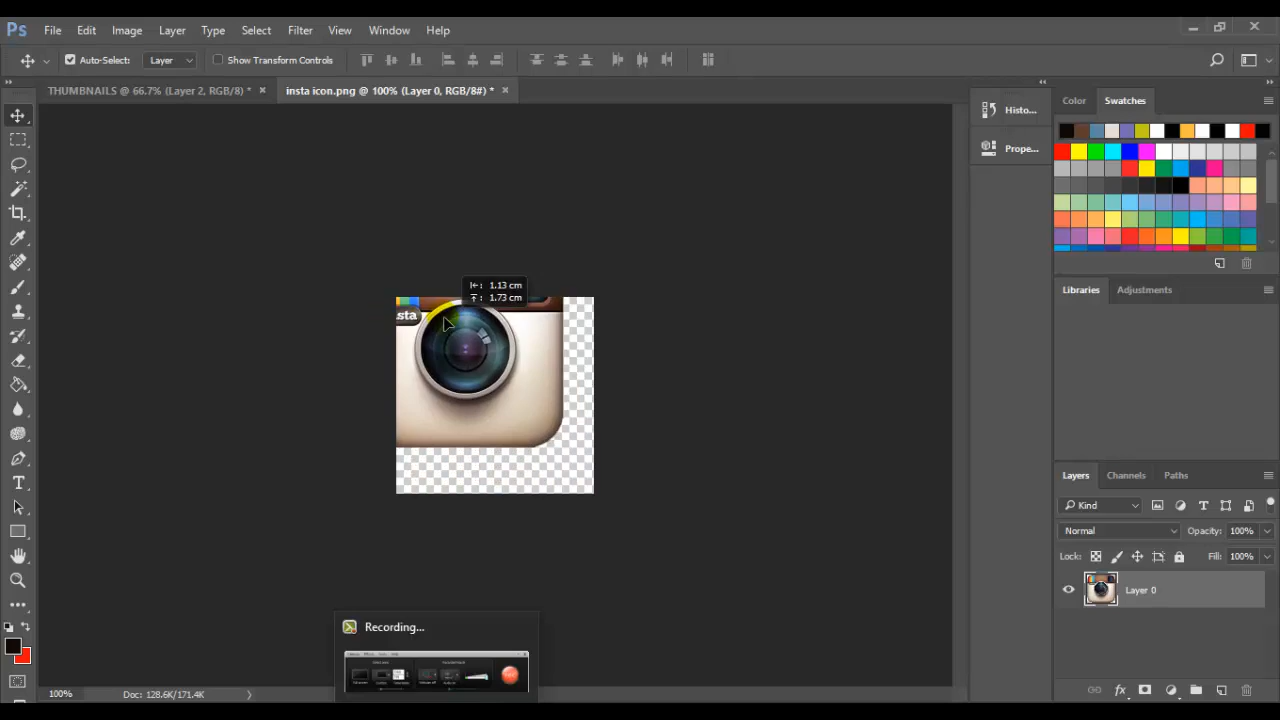 Ps File Edit Image Layer Type Select Filter View Window Help
Auto-Select: Layer Show Transform Controls
THUMBNAILS @ 66.7% (Layer 2, RGB/8) * × insta icon.png @ 100% (Layer 0, RGB/8#) * ×
Histo...
Prope...
Color Swatches
1.13 cm
1.73 cm
sta
Libraries Adjustments
Layers Channels Paths
Kind
Normal Opacity: 100%
Lock: Fill: 100%
Layer 0
Recording...
100% Doc: 128.6K/171.4K